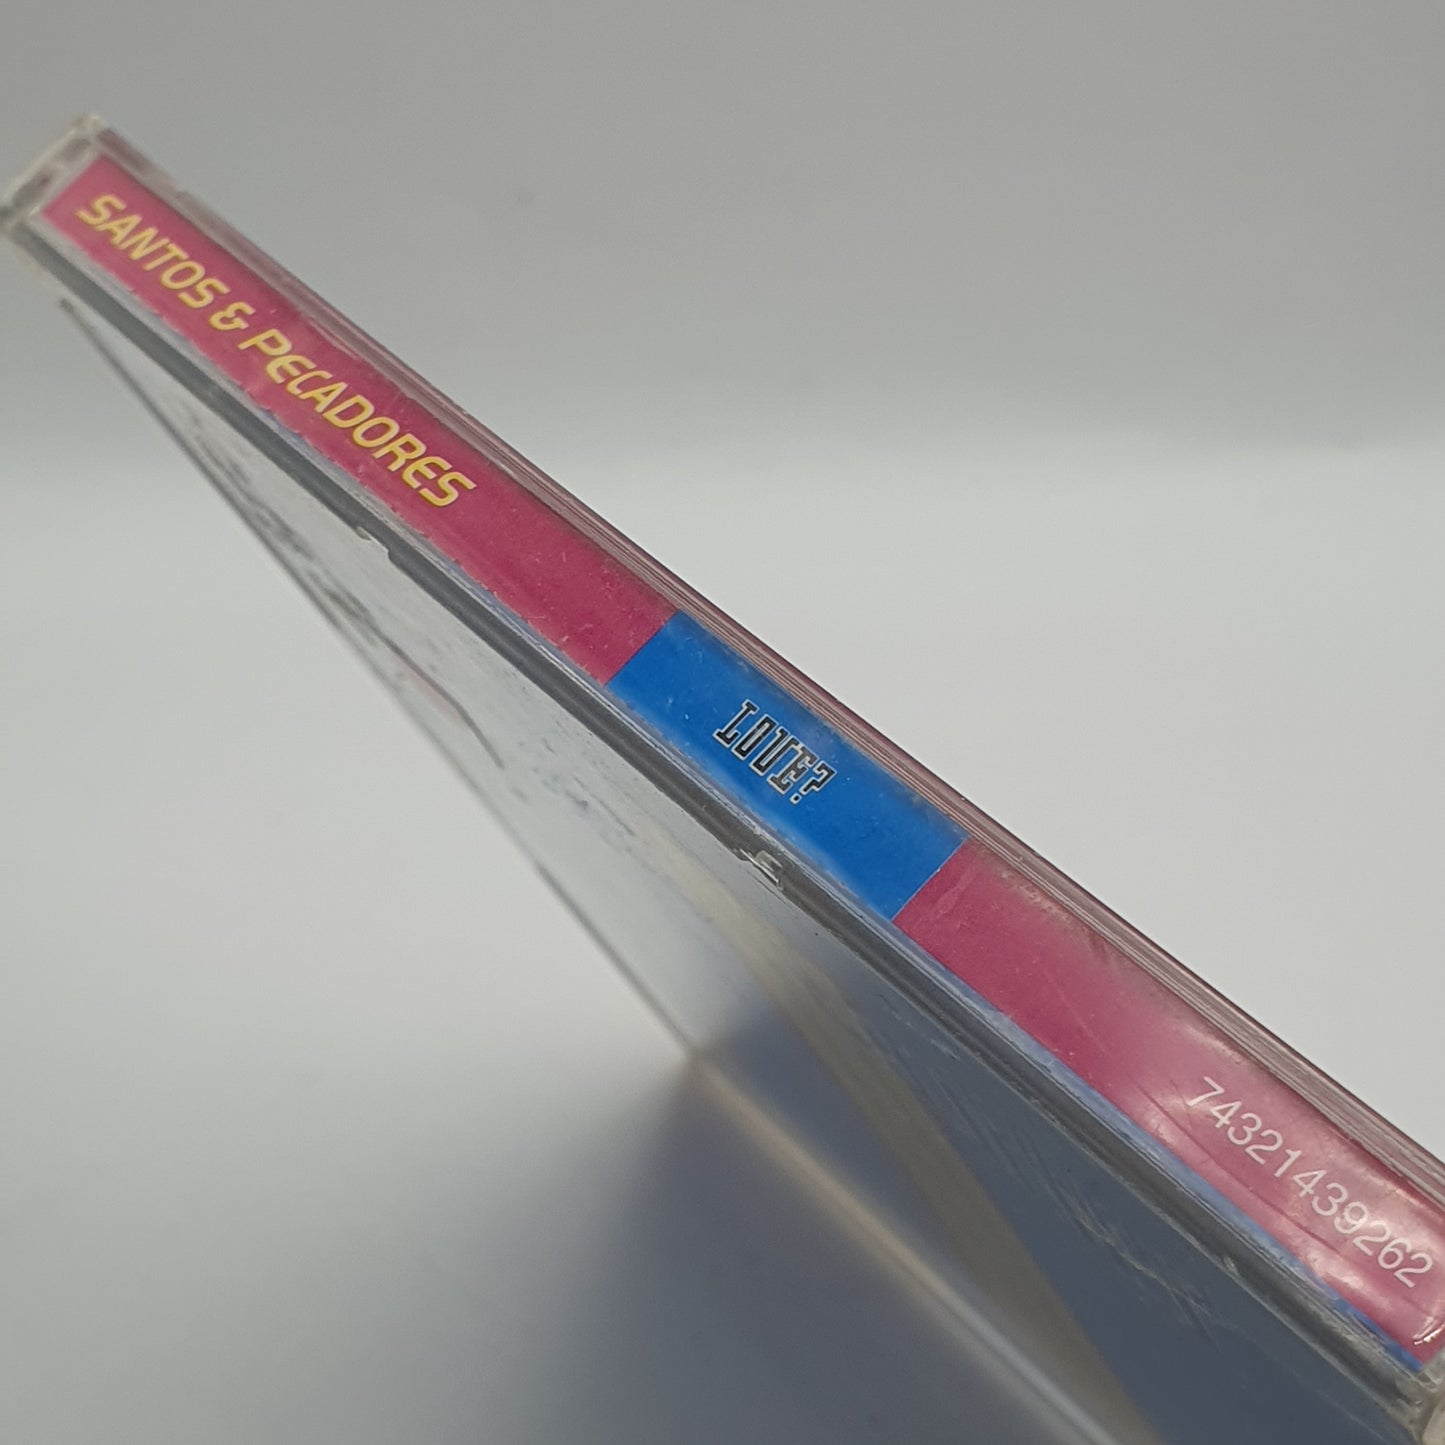 SANTOS & PECADORES
LOVE?
74321439262